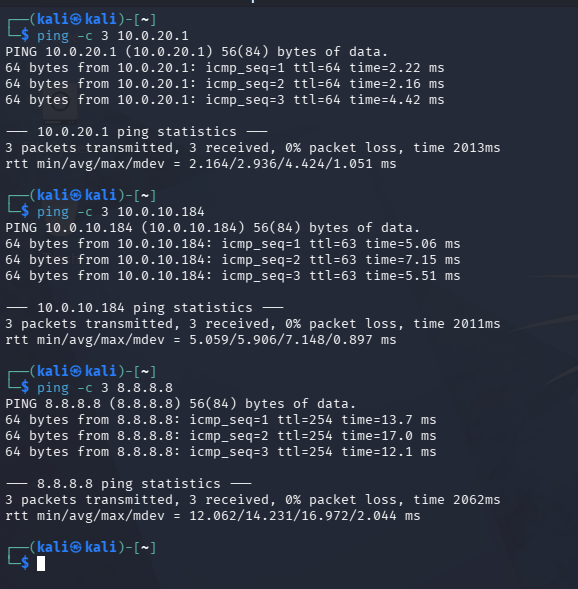 ┌──(kali㉿kali)-[~]
└─$ ping -c 3 10.0.20.1
PING 10.0.20.1 (10.0.20.1) 56(84) bytes of data.
64 bytes from 10.0.20.1: icmp_seq=1 ttl=64 time=2.22 ms
64 bytes from 10.0.20.1: icmp_seq=2 ttl=64 time=2.16 ms
64 bytes from 10.0.20.1: icmp_seq=3 ttl=64 time=4.42 ms

--- 10.0.20.1 ping statistics ---
3 packets transmitted, 3 received, 0% packet loss, time 2013ms
rtt min/avg/max/mdev = 2.164/2.936/4.424/1.051 ms

┌──(kali㉿kali)-[~]
└─$ ping -c 3 10.0.10.184
PING 10.0.10.184 (10.0.10.184) 56(84) bytes of data.
64 bytes from 10.0.10.184: icmp_seq=1 ttl=63 time=5.06 ms
64 bytes from 10.0.10.184: icmp_seq=2 ttl=63 time=7.15 ms
64 bytes from 10.0.10.184: icmp_seq=3 ttl=63 time=5.51 ms

--- 10.0.10.184 ping statistics ---
3 packets transmitted, 3 received, 0% packet loss, time 2011ms
rtt min/avg/max/mdev = 5.059/5.906/7.148/0.897 ms

┌──(kali㉿kali)-[~]
└─$ ping -c 3 8.8.8.8
PING 8.8.8.8 (8.8.8.8) 56(84) bytes of data.
64 bytes from 8.8.8.8: icmp_seq=1 ttl=254 time=13.7 ms
64 bytes from 8.8.8.8: icmp_seq=2 ttl=254 time=17.0 ms
64 bytes from 8.8.8.8: icmp_seq=3 ttl=254 time=12.1 ms

--- 8.8.8.8 ping statistics ---
3 packets transmitted, 3 received, 0% packet loss, time 2062ms
rtt min/avg/max/mdev = 12.062/14.231/16.972/2.044 ms

┌──(kali㉿kali)-[~]
└─$